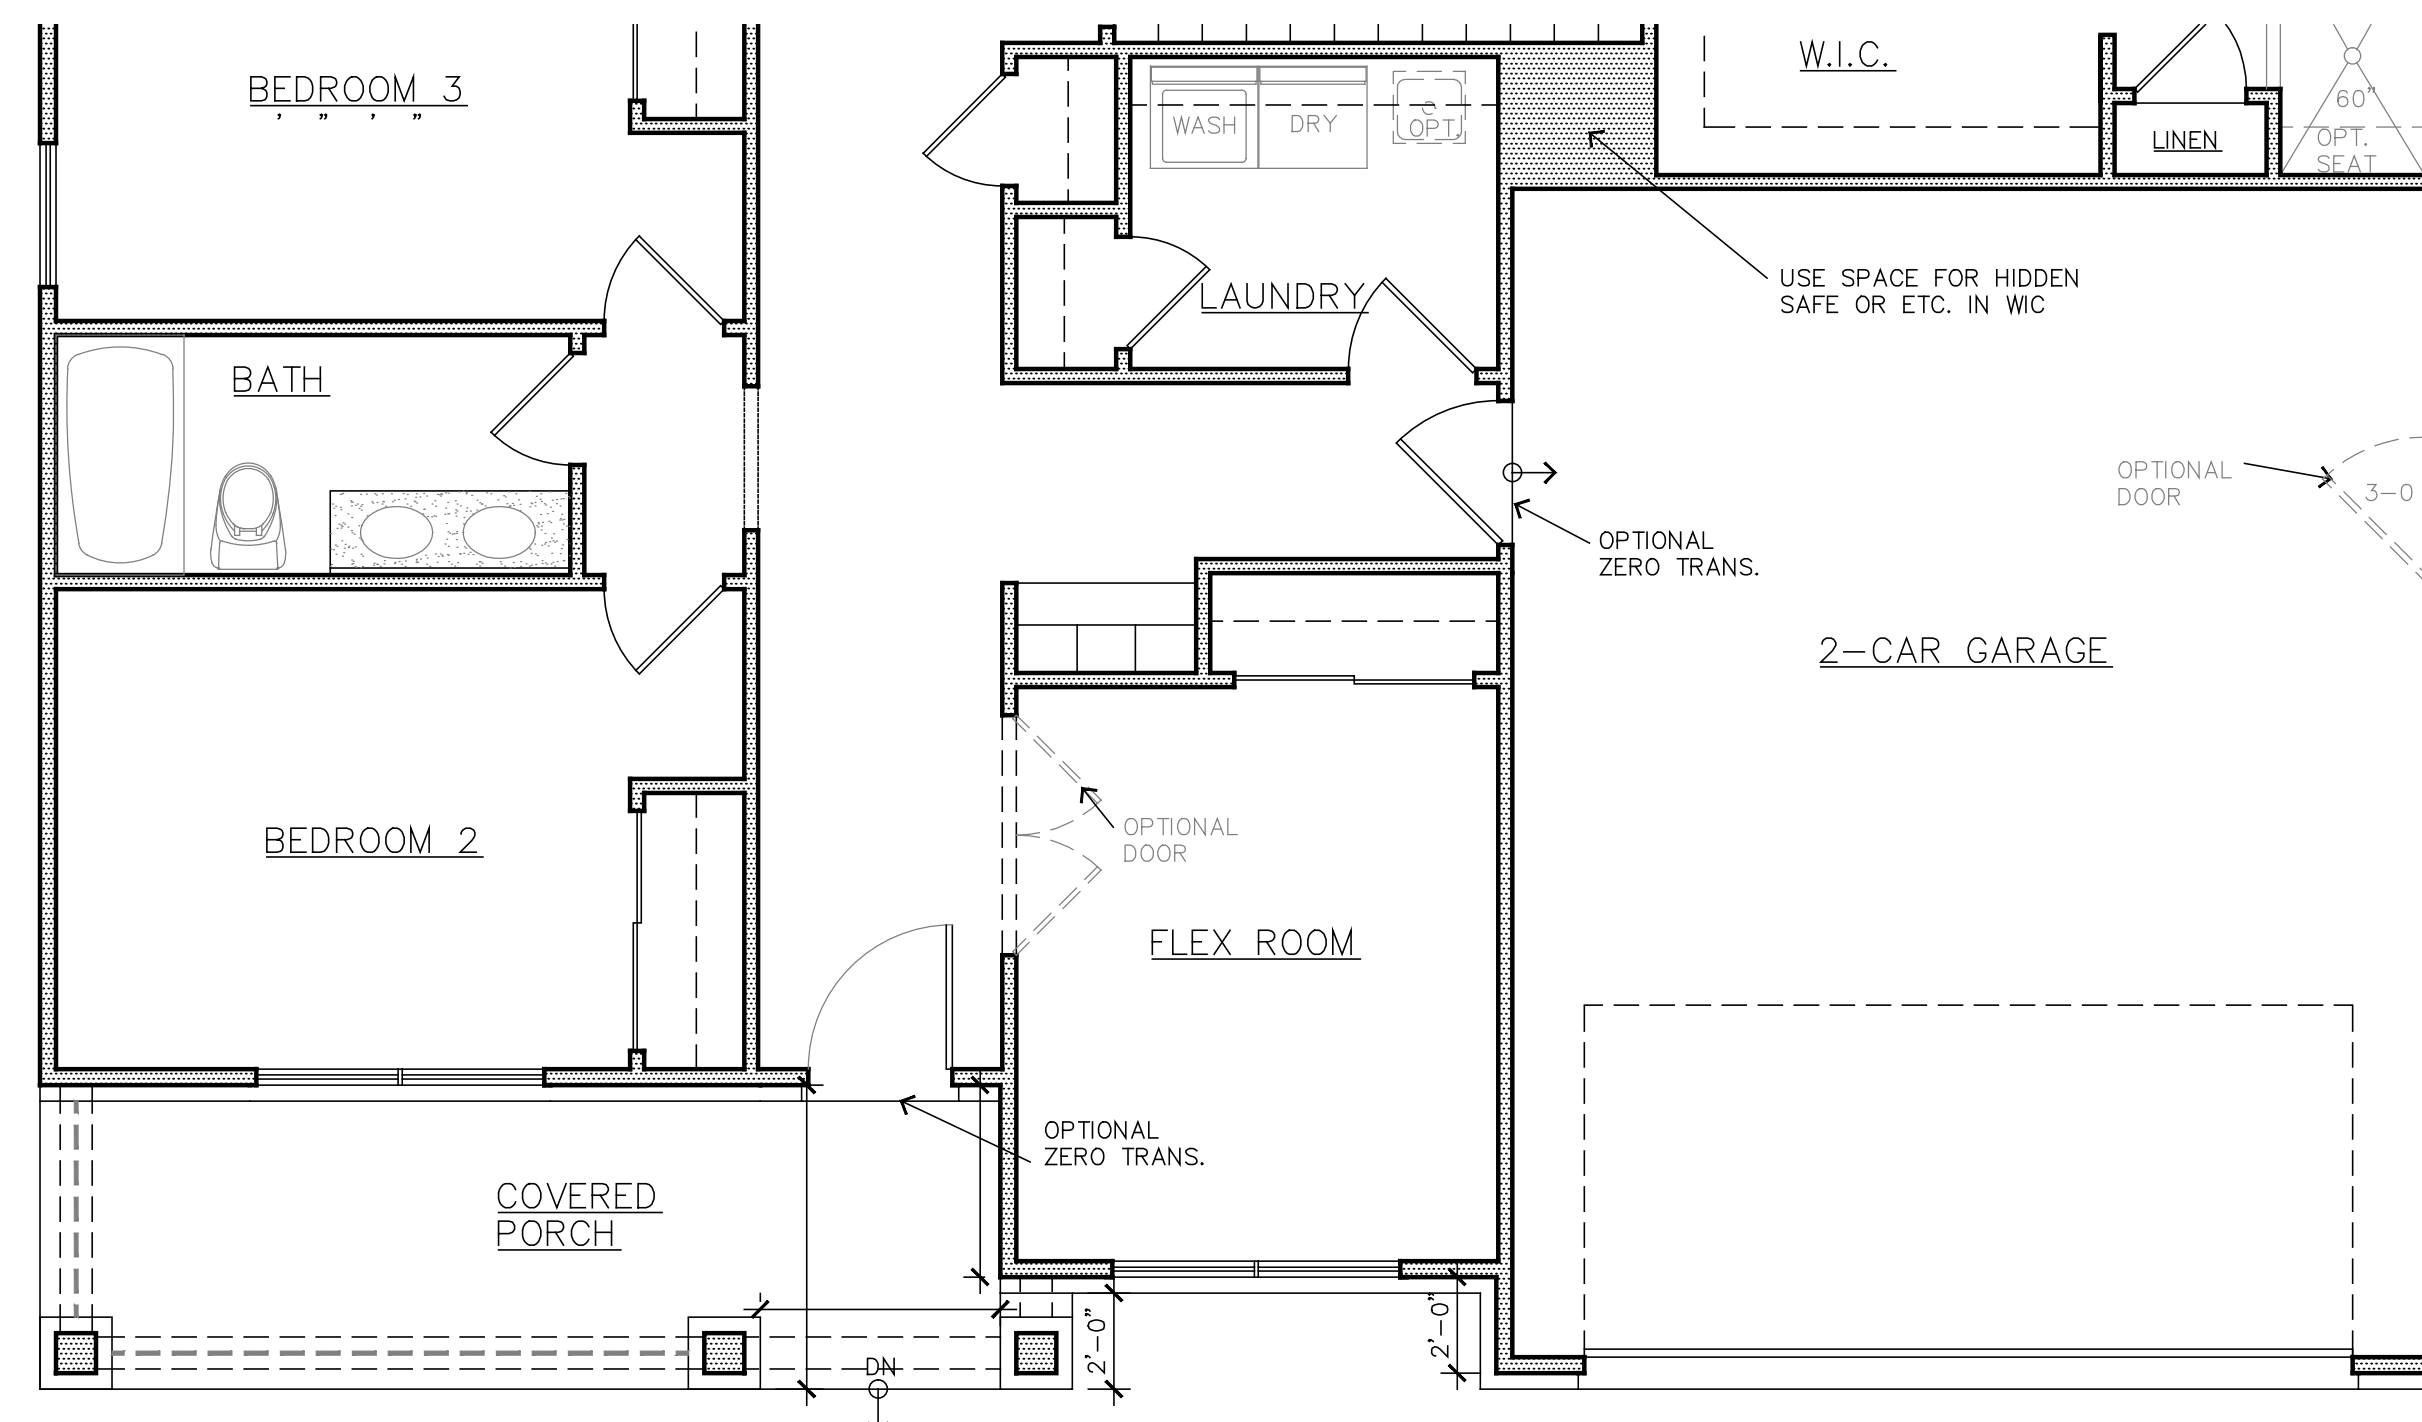 BEDROOM 3
' " ' "
WASH
DRY
OPT.
W.I.C.
LINEN
60"
OPT.
SEAT
LAUNDRY
USE SPACE FOR HIDDEN
SAFE OR ETC. IN WIC
BATH
OPTIONAL
DOOR
3-0
OPTIONAL
ZERO TRANS.
2-CAR GARAGE
BEDROOM 2
OPTIONAL
DOOR
FLEX ROOM
OPTIONAL
ZERO TRANS.
COVERED
PORCH
2'-0"
2'-0"
DN